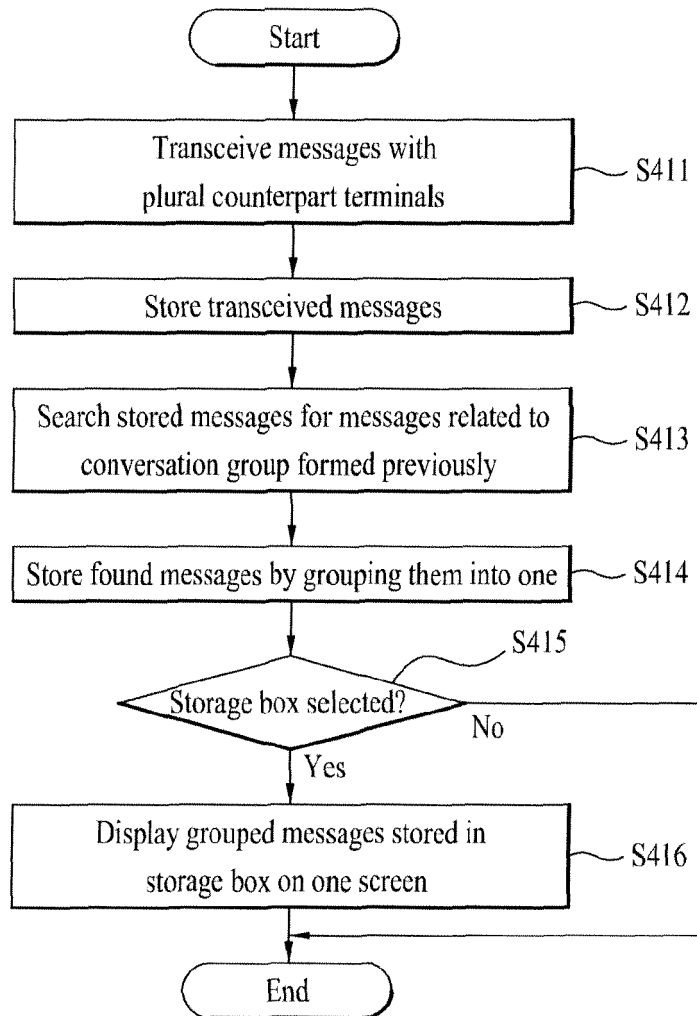 Start
Transceive messages with
plural counterpart terminals
S411
Store transceived messages
S412
Search stored messages for messages related to
conversation group formed previously
S413
Store found messages by grouping them into one
S414
S415
Storage box selected?
No
Yes
Display grouped messages stored in
storage box on one screen
S416
End